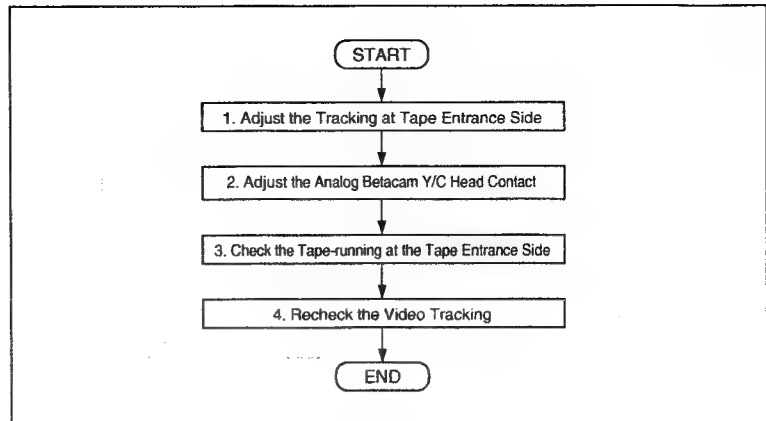 START
1. Adjust the Tracking at Tape Entrance Side
2. Adjust the Analog Betacam Y/C Head Contact
3. Check the Tape-running at the Tape Entrance Side
4. Recheck the Video Tracking
END